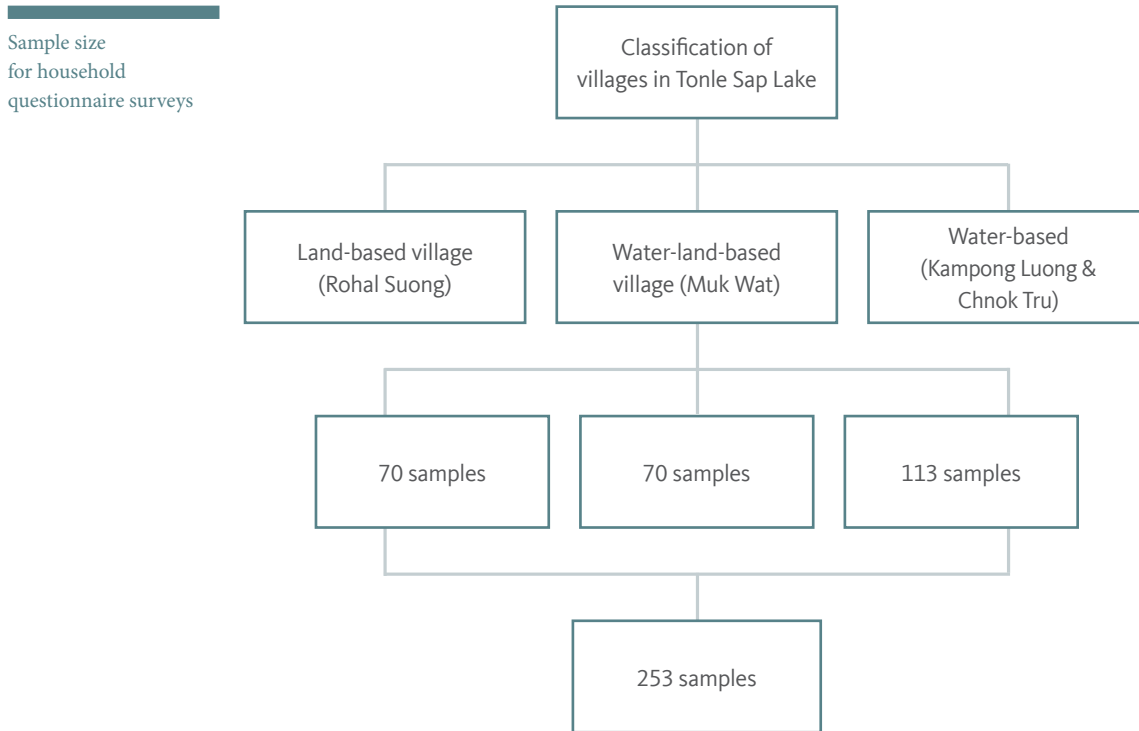 Sample size
for household
questionnaire surveys
Classification of
villages in Tonle Sap Lake
Land-based village
(Rohal Suong)
Water-land-based
village (Muk Wat)
Water-based
(Kampong Luong &
Chnok Tru)
70 samples
70 samples
113 samples
253 samples